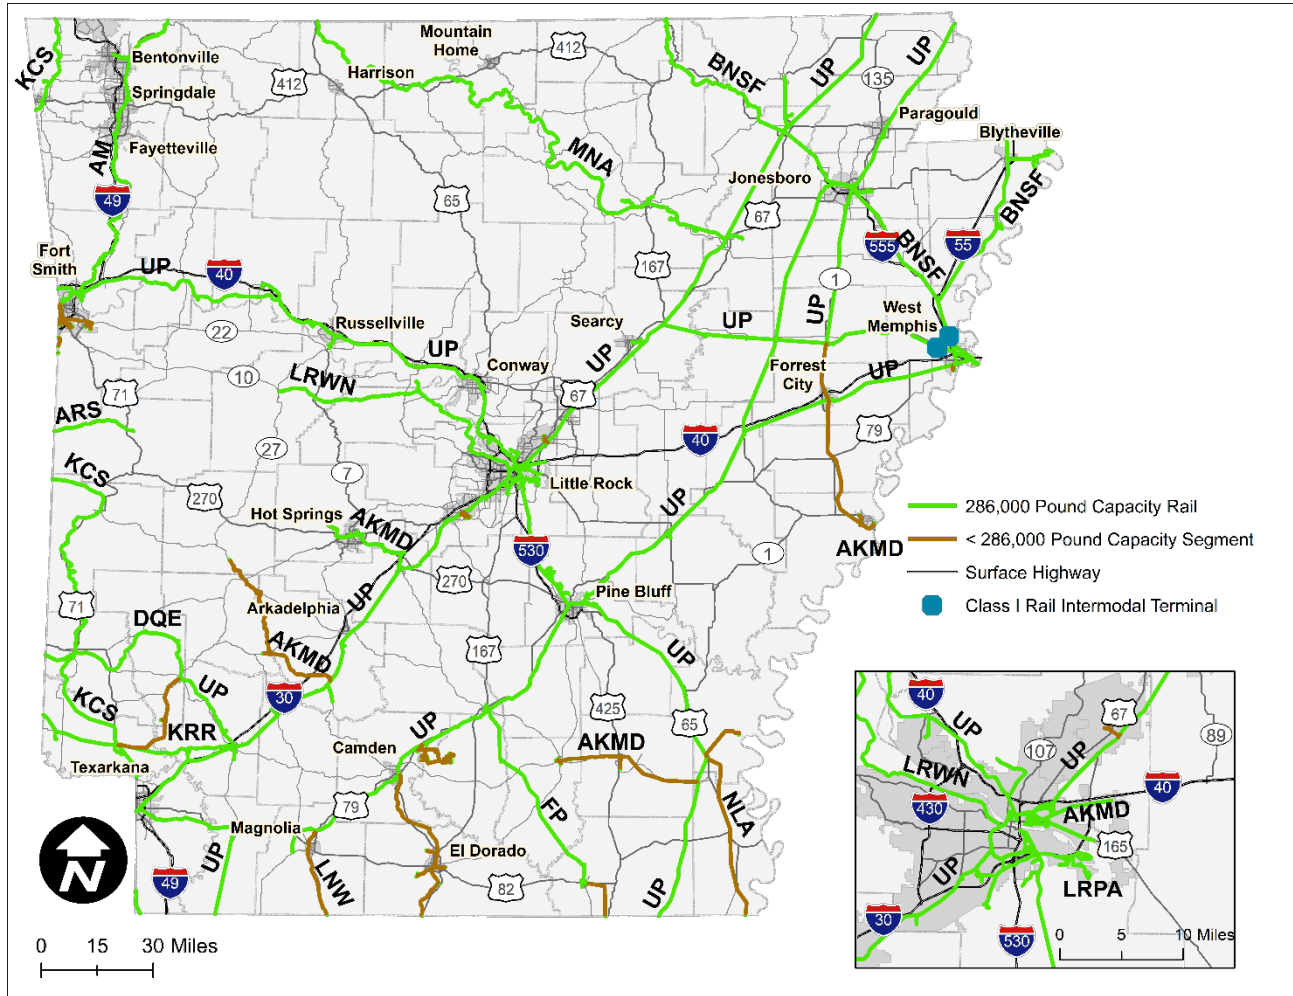 KCS
Bentonville
Springdale
Fayetteville
AM
49
412
Harrison
Mountain
Home
412
BNSF
UP
135
UP
Paragould
Blytheville
MNA
Jonesboro
65
67
555
BNSF
55
BNSF
Fort
Smith
UP
40
167
1
22
Russellville
Searcy
UP
UP
UP
West
Memphis
UP
Conway
67
Forrest
City
UP
10
LRWN
71
ARS
40
79
27
7
KCS
270
Little Rock
Hot Springs
AKMD
UP
530
1
AKMD
286,000 Pound Capacity Rail
< 286,000 Pound Capacity Segment
Surface Highway
Class I Rail Intermodal Terminal
270
Pine Bluff
71
Arkadelphia
UP
DQE
AKMD
167
UP
UP
30
KCS
KRR
425
65
UP
Camden
AKMD
Texarkana
79
FP
NLA
Magnolia
UP
El Dorado
LNW
82
UP
49
N
0 15 30 Miles
40
UP
67
107
UP
89
LRWN
40
430
AKMD
165
UP
LRPA
30
530
0 5 10 Miles